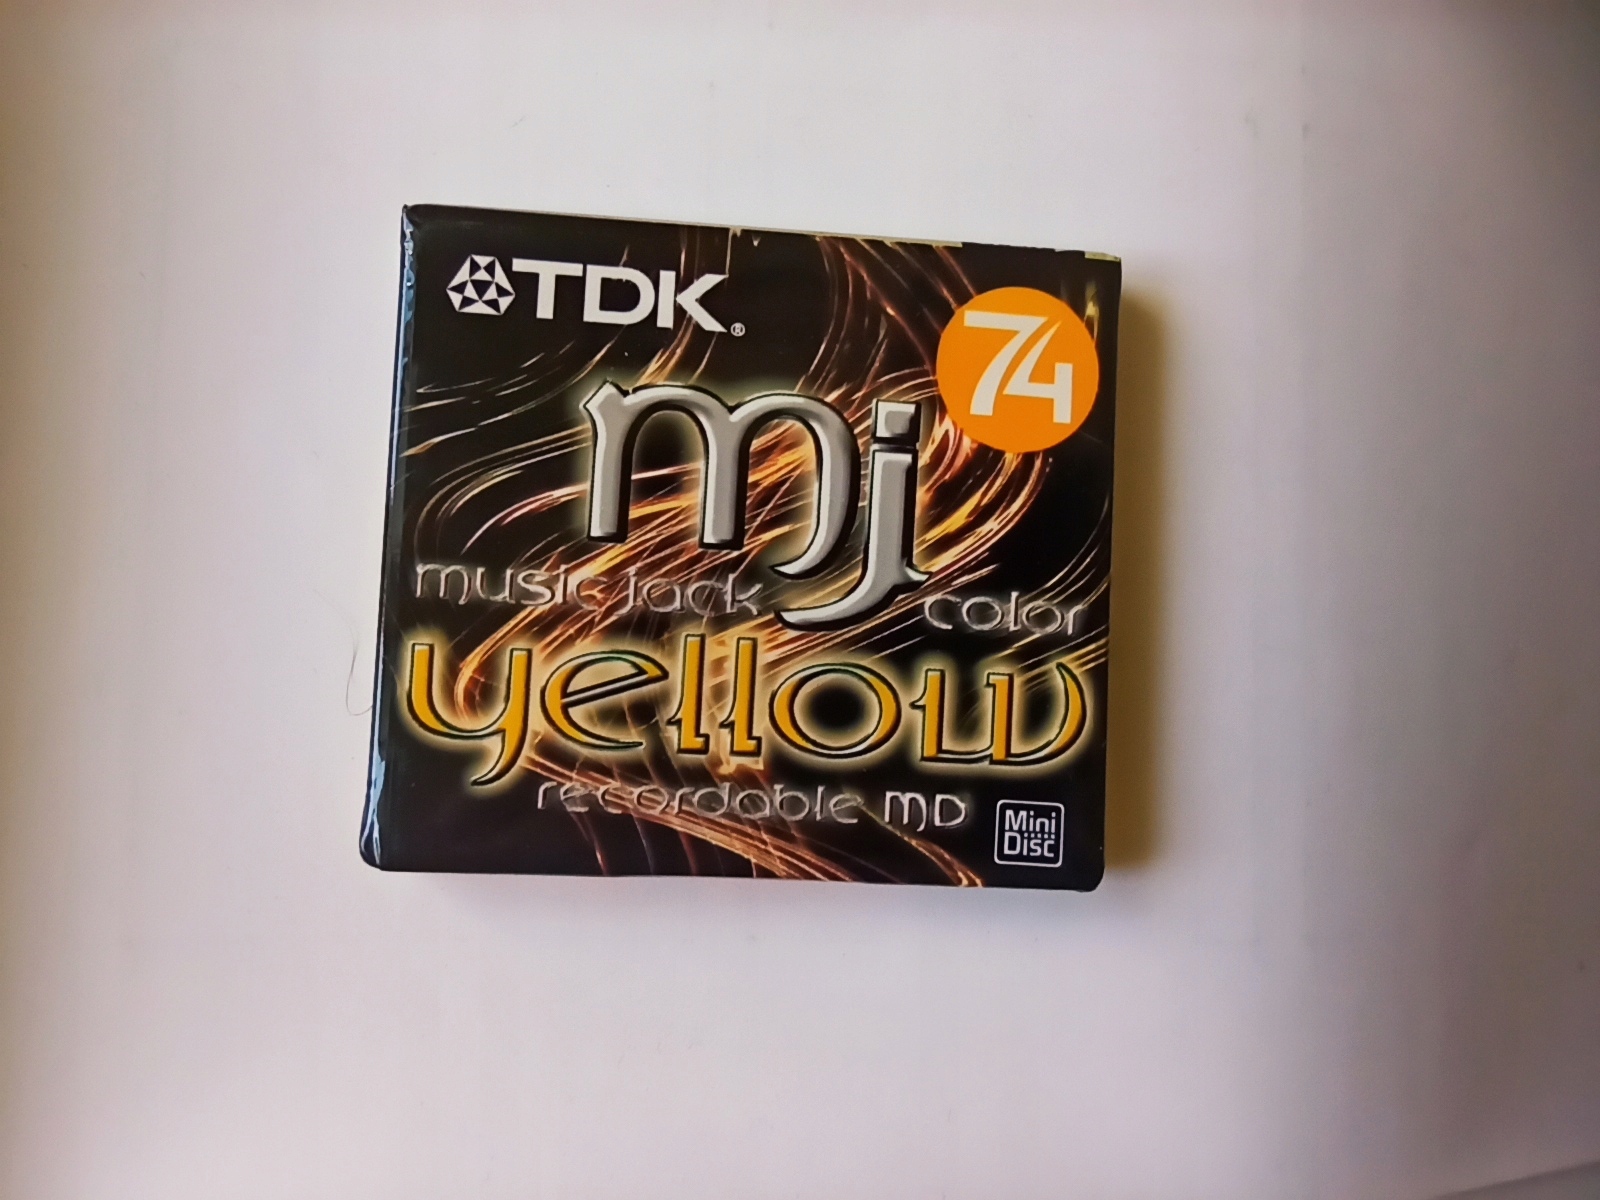 TDK®
74
mj
music jack
color
yellow
recordable MD
Mini
Disc